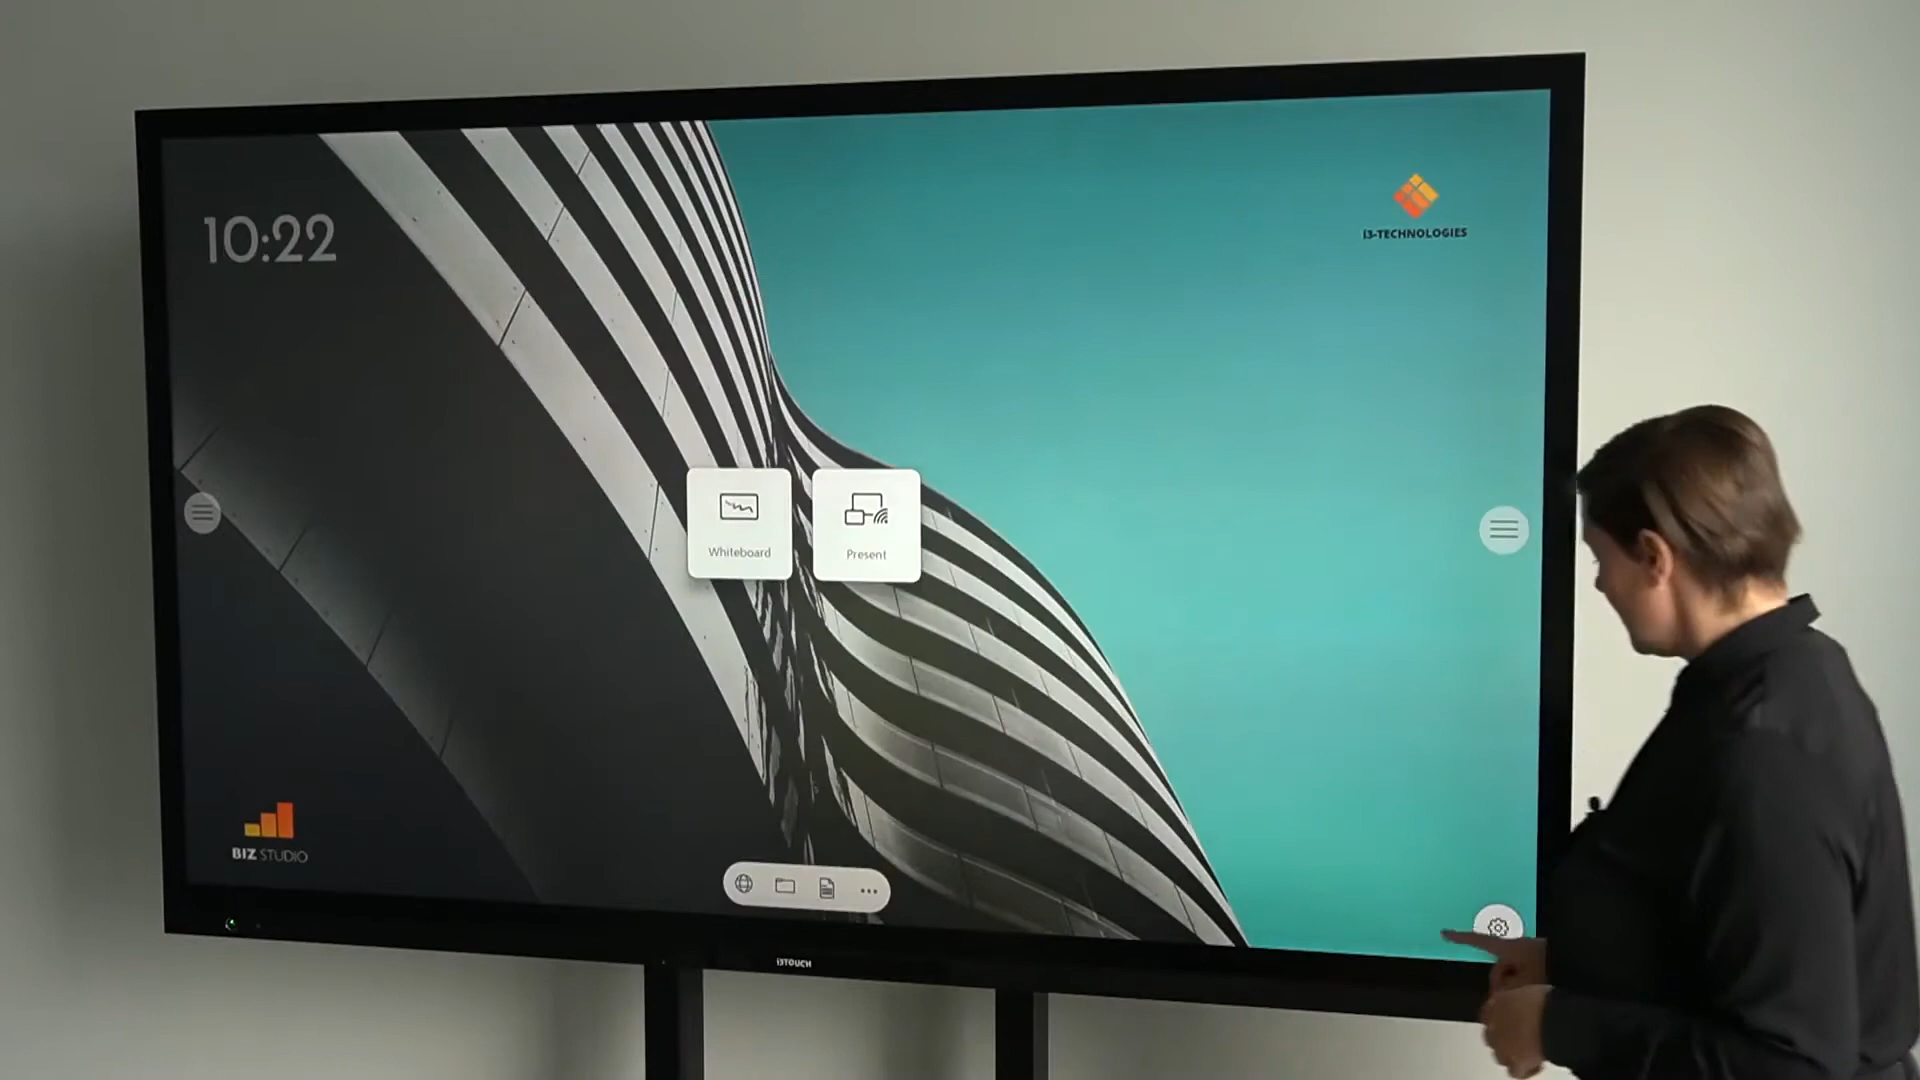 10:22
i3-TECHNOLOGIES
Whiteboard
Present
BIZ STUDIO
i3TOUCH